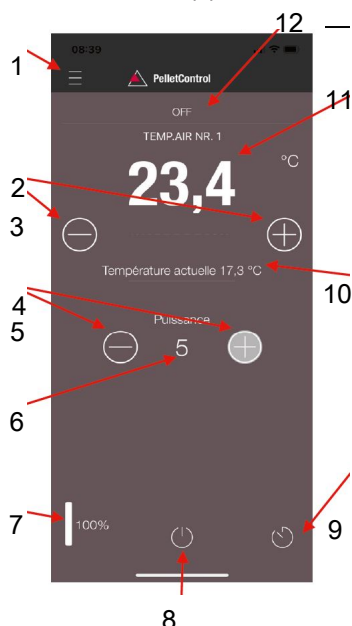 12
08:39
1
PelletControl
OFF
11
TEMP.AIR NR. 1
23,4
°C
2
3
Température actuelle 17,3 °C
10
4
5
Puissance
5
6
7
100%
9
8